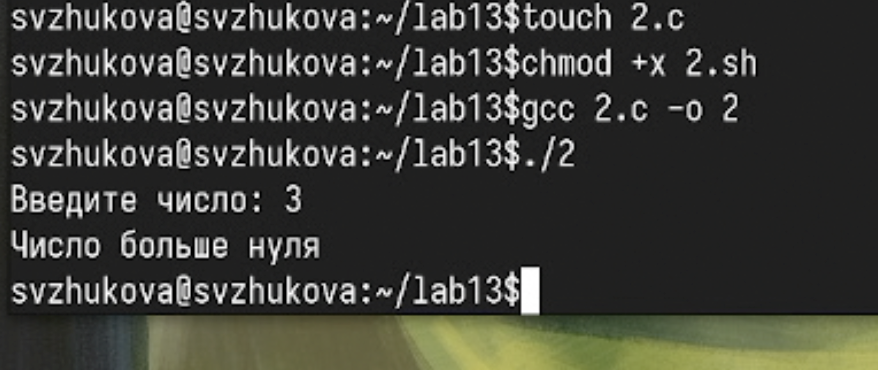 svzhukova@svzhukova:~/lab13$touch 2.c
svzhukova@svzhukova:~/lab13$chmod +x 2.sh
svzhukova@svzhukova:~/lab13$gcc 2.c -o 2
svzhukova@svzhukova:~/lab13$./2
Введите число: 3
Число больше нуля
svzhukova@svzhukova:~/lab13$